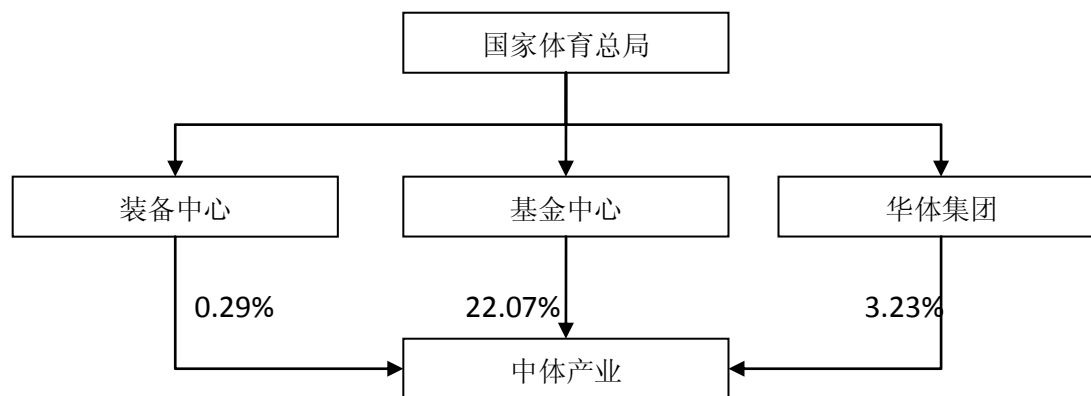 国家体育总局
装备中心
基金中心
华体集团
0.29%
22.07%
3.23%
中体产业